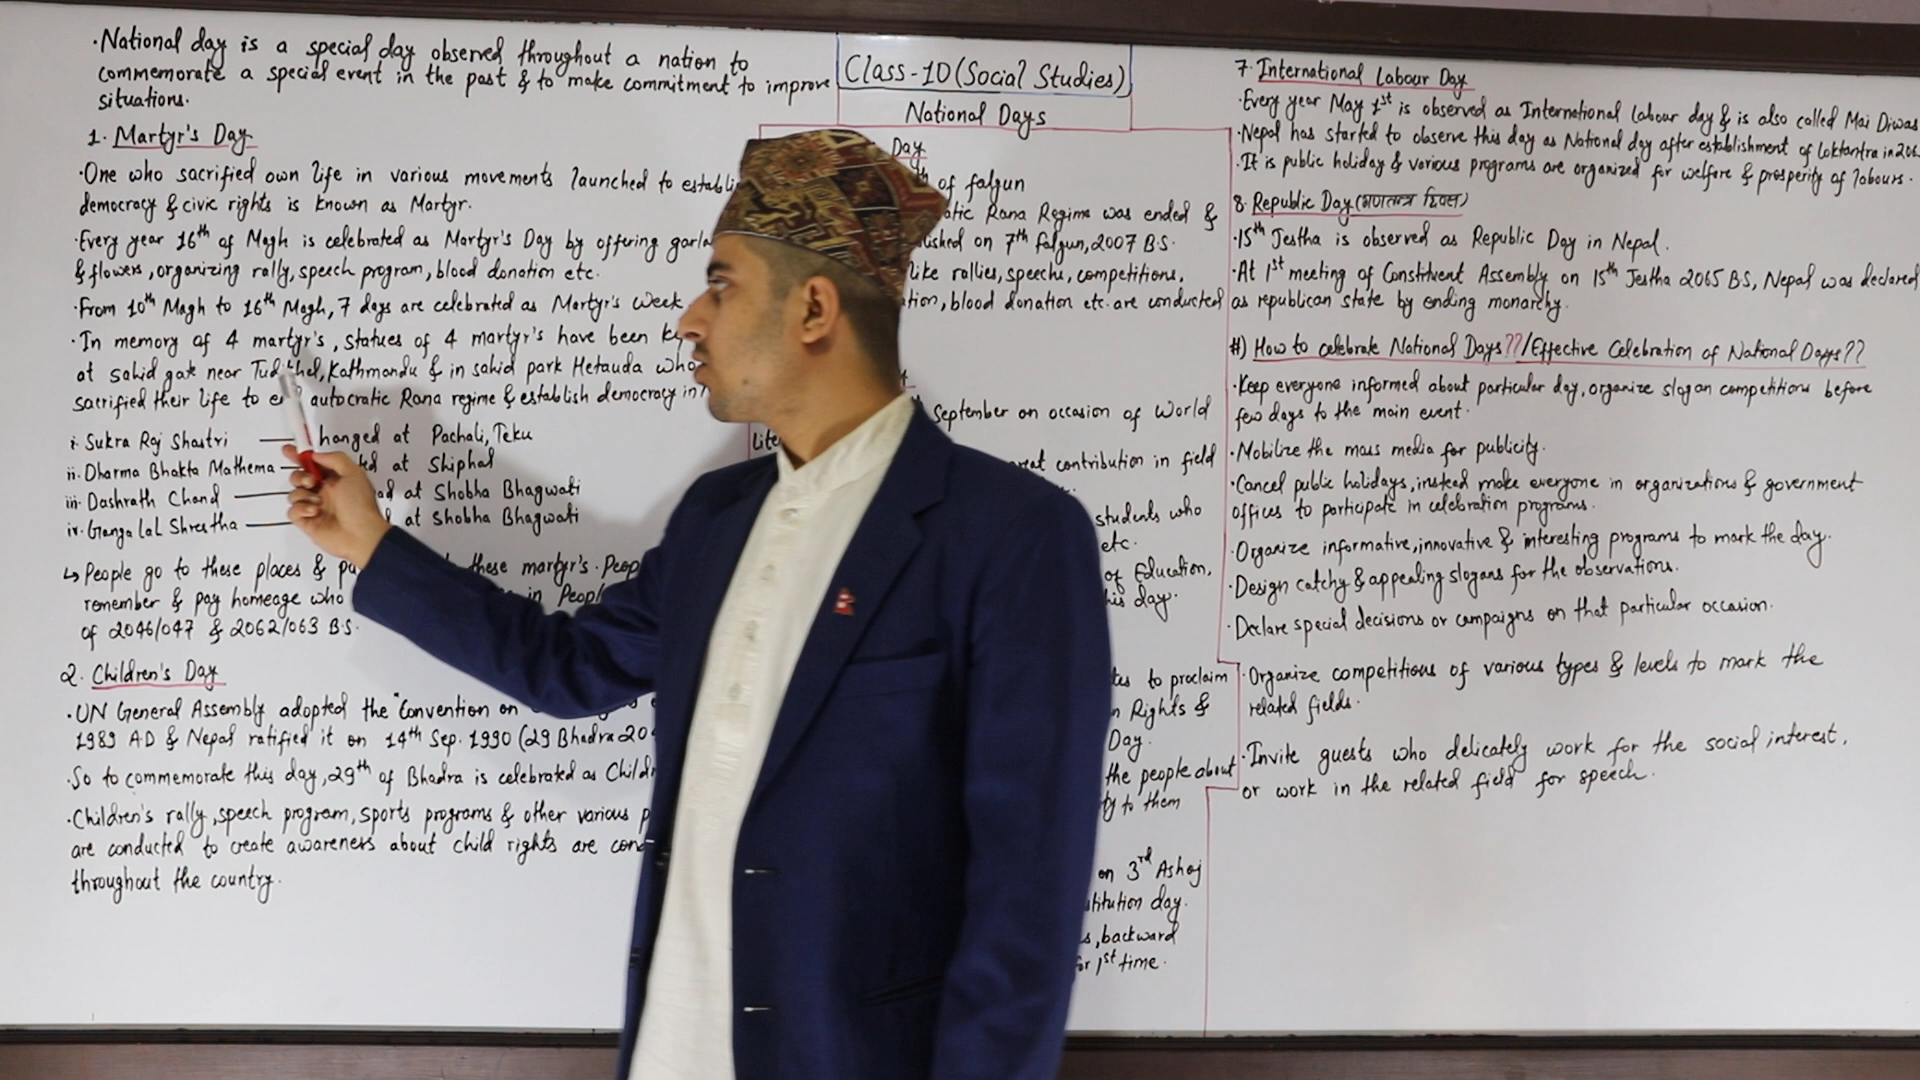 ·National day is a special day observed throughout a nation to
commemorate a special event in the past & to make commitment to improve
situations.
1. Martyr's Day
·One who sacrified own life in various movements launched to
democracy & civic rights is known as Martyr.
·Every year 16th of Magh is celebrated as Martyr's Day by offering
& flowers, organizing rally, speech program, blood donation etc.
·From 10th Magh to 16th Magh, 7 days are celebrated as Martyr's week
·In memory of 4 martyr's, statues of 4 martyr's have been
at sahid gate near Kathmandu & in sahid park Hetauda who
sacrified their life to autocratic Rana regime & establish democracy in
i. Sukra Raj Shastri — hanged at Pachali, Teku
ii. Dharma Bhakta Mathema — at Shiphal
iii. Dashrath Chand — at Shobha Bhagwati
iv. Ganga Lal Shrestha — at Shobha Bhagwati
↳ People go to these places & these martyr's. 
remember & pay homeage who in
of 2046/047 & 2062/063 B.S.
2. Children's Day
·UN General Assembly adopted the "Convention on
1989 AD & Nepal ratified it on 14th Sep. 1990 (29 Bhadra
·So to commemorate this day, 29th of Bhadra is celebrated as
·Children's rally, speech program, sports programs & other various
are conducted to create awareness about child rights are
throughout the country.
Class-10 (Social Studies)
National Days
Day
of falgun
Rana Regime was ended &
on 7th falgun, 2007 B.S.
like rallies, speechs, competitions,
blood donation etc. are conducted
September on occasion of World
contribution in field
students who
etc.
of Education,
day.
to proclaim
Rights &
Day.
the people about
to them
on 3rd Ashoj
day.
backward
1st time.
7. International Labour Day
·Every year May 1st is observed as International labour day & is also called Mai Diwas
·Nepal has started to observe this day as National day after establishment of Loktantra in
·It is public holiday & various programs are organized for welfare & prosperity of labours.
8. Republic Day (गणतन्त्र दिवस)
·15th Jestha is observed as Republic Day in Nepal.
·At 1st meeting of Constituent Assembly on 15th Jestha 2065 BS, Nepal was declared
as republican state by ending monarchy.
#) How to celebrate National Days??/Effective Celebration of National Days??
·Keep everyone informed about particular day, organize slogan competitions before
few days to the main event.
·Mobilize the mass media for publicity.
·Cancel public holidays, instead make everyone in organizations & government
offices to participate in celebration programs.
·Organize informative, innovative & interesting programs to mark the day.
·Design catchy & appealing slogans for the observations.
·Declare special decisions or campaigns on that particular occasion.
·Organize competitions of various types & levels to mark the
related fields.
·Invite guests who delicately work for the social interest,
or work in the related field for speech.